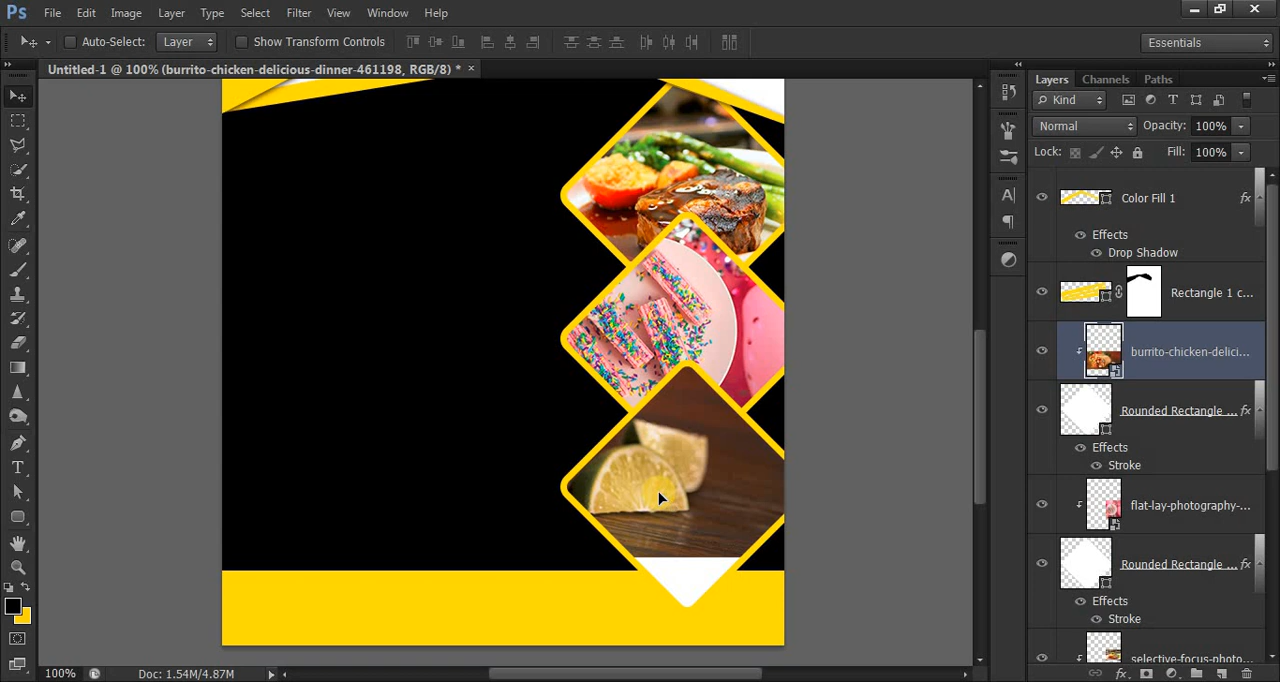 Ps File Edit Image Layer Type Select Filter View Window Help
Auto-Select: Layer Show Transform Controls Essentials
Untitled-1 @ 100% (burrito-chicken-delicious-dinner-461198, RGB/8) * ×
Layers Channels Paths
Kind
Normal Opacity: 100%
Lock: Fill: 100%
Color Fill 1 fx
Effects
Drop Shadow
Rectangle 1 c...
burrito-chicken-delici...
Rounded Rectangle ... fx
Effects
Stroke
flat-lay-photography-...
Rounded Rectangle ... fx
Effects
Stroke
selective-focus-photo...
100% Doc: 1.54M/4.87M